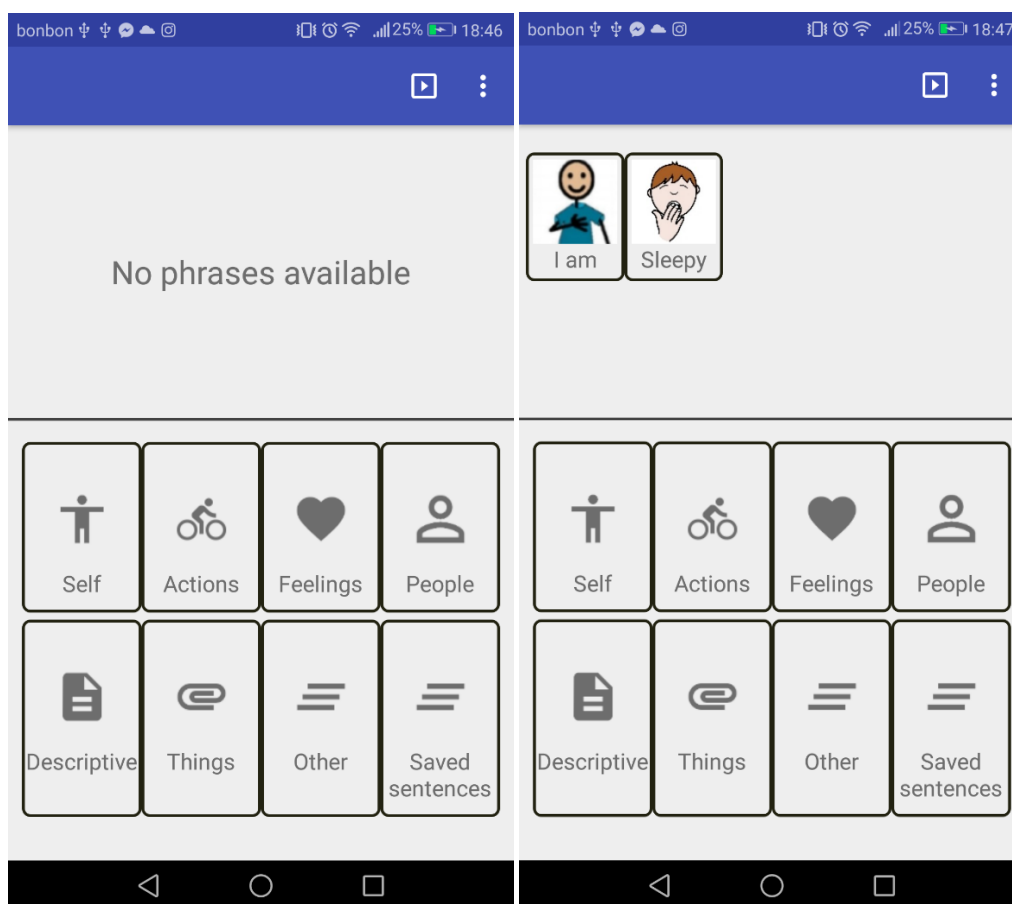 bonbon 25% 18:46
No phrases available
Self Actions Feelings People
Descriptive Things Other Saved
sentences
bonbon 25% 18:47
I am Sleepy
Self Actions Feelings People
Descriptive Things Other Saved
sentences